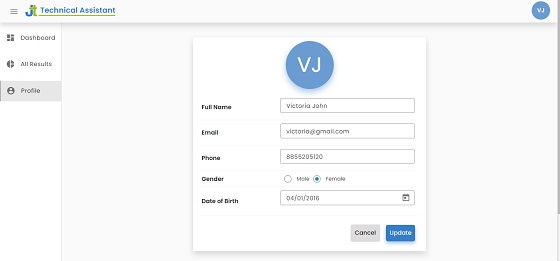 jt Technical Assistant
VJ
Dashboard
All Results
Profile
VJ
Full Name Victoria John
Email victoria@gmail.com
Phone 8855205120
Gender Male Female
Date of Birth 04/01/2016
Cancel Update